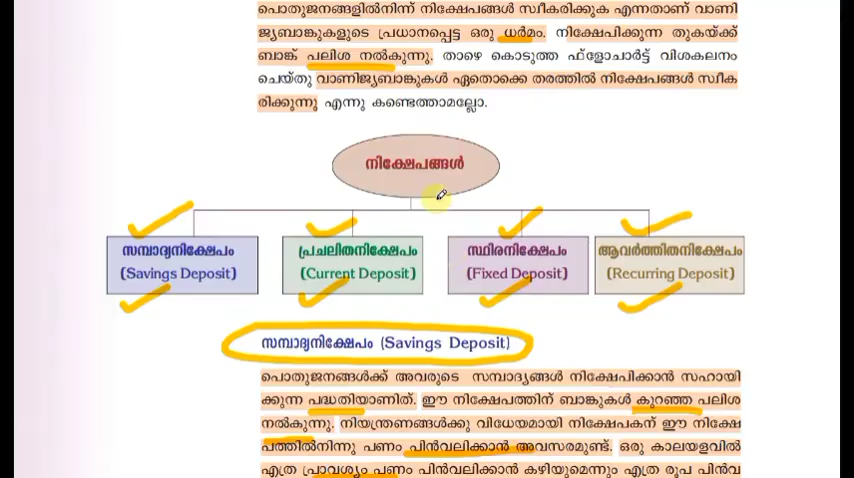 പൊതുജനങ്ങളിൽനിന്ന് നിക്ഷേപങ്ങൾ സ്വീകരിക്കുക എന്നതാണ് വാണി
ജ്യബാങ്കുകളുടെ പ്രധാനപ്പെട്ട ഒരു ധർമം. നിക്ഷേപിക്കുന്ന തുകയ്ക്ക്
ബാങ്ക് പലിശ നൽകുന്നു. താഴെ കൊടുത്ത ഫ്ളോചാർട്ട് വിശകലനം
ചെയ്തു വാണിജ്യബാങ്കുകൾ ഏതൊക്കെ തരത്തിൽ നിക്ഷേപങ്ങൾ സ്വീക
രിക്കുന്നു എന്നു കണ്ടെത്താമല്ലോ.
നിക്ഷേപങ്ങൾ
സമ്പാദ്യനിക്ഷേപം
(Savings Deposit)
പ്രചലിതനിക്ഷേപം
(Current Deposit)
സ്ഥിരനിക്ഷേപം
(Fixed Deposit)
ആവർത്തിതനിക്ഷേപം
(Recurring Deposit)
സമ്പാദ്യനിക്ഷേപം (Savings Deposit)
പൊതുജനങ്ങൾക്ക് അവരുടെ സമ്പാദ്യങ്ങൾ നിക്ഷേപിക്കാൻ സഹായി
ക്കുന്ന പദ്ധതിയാണിത്. ഈ നിക്ഷേപത്തിന് ബാങ്കുകൾ കുറഞ്ഞ പലിശ
നൽകുന്നു. നിയന്ത്രണങ്ങൾക്കു വിധേയമായി നിക്ഷേപകന് ഈ നിക്ഷേ
പത്തിൽനിന്നു പണം പിൻവലിക്കാൻ അവസരമുണ്ട്. ഒരു കാലയളവിൽ
എത്ര പ്രാവശ്യം പണം പിൻവലിക്കാൻ കഴിയുമെന്നും എത്ര രൂപ പിൻവ